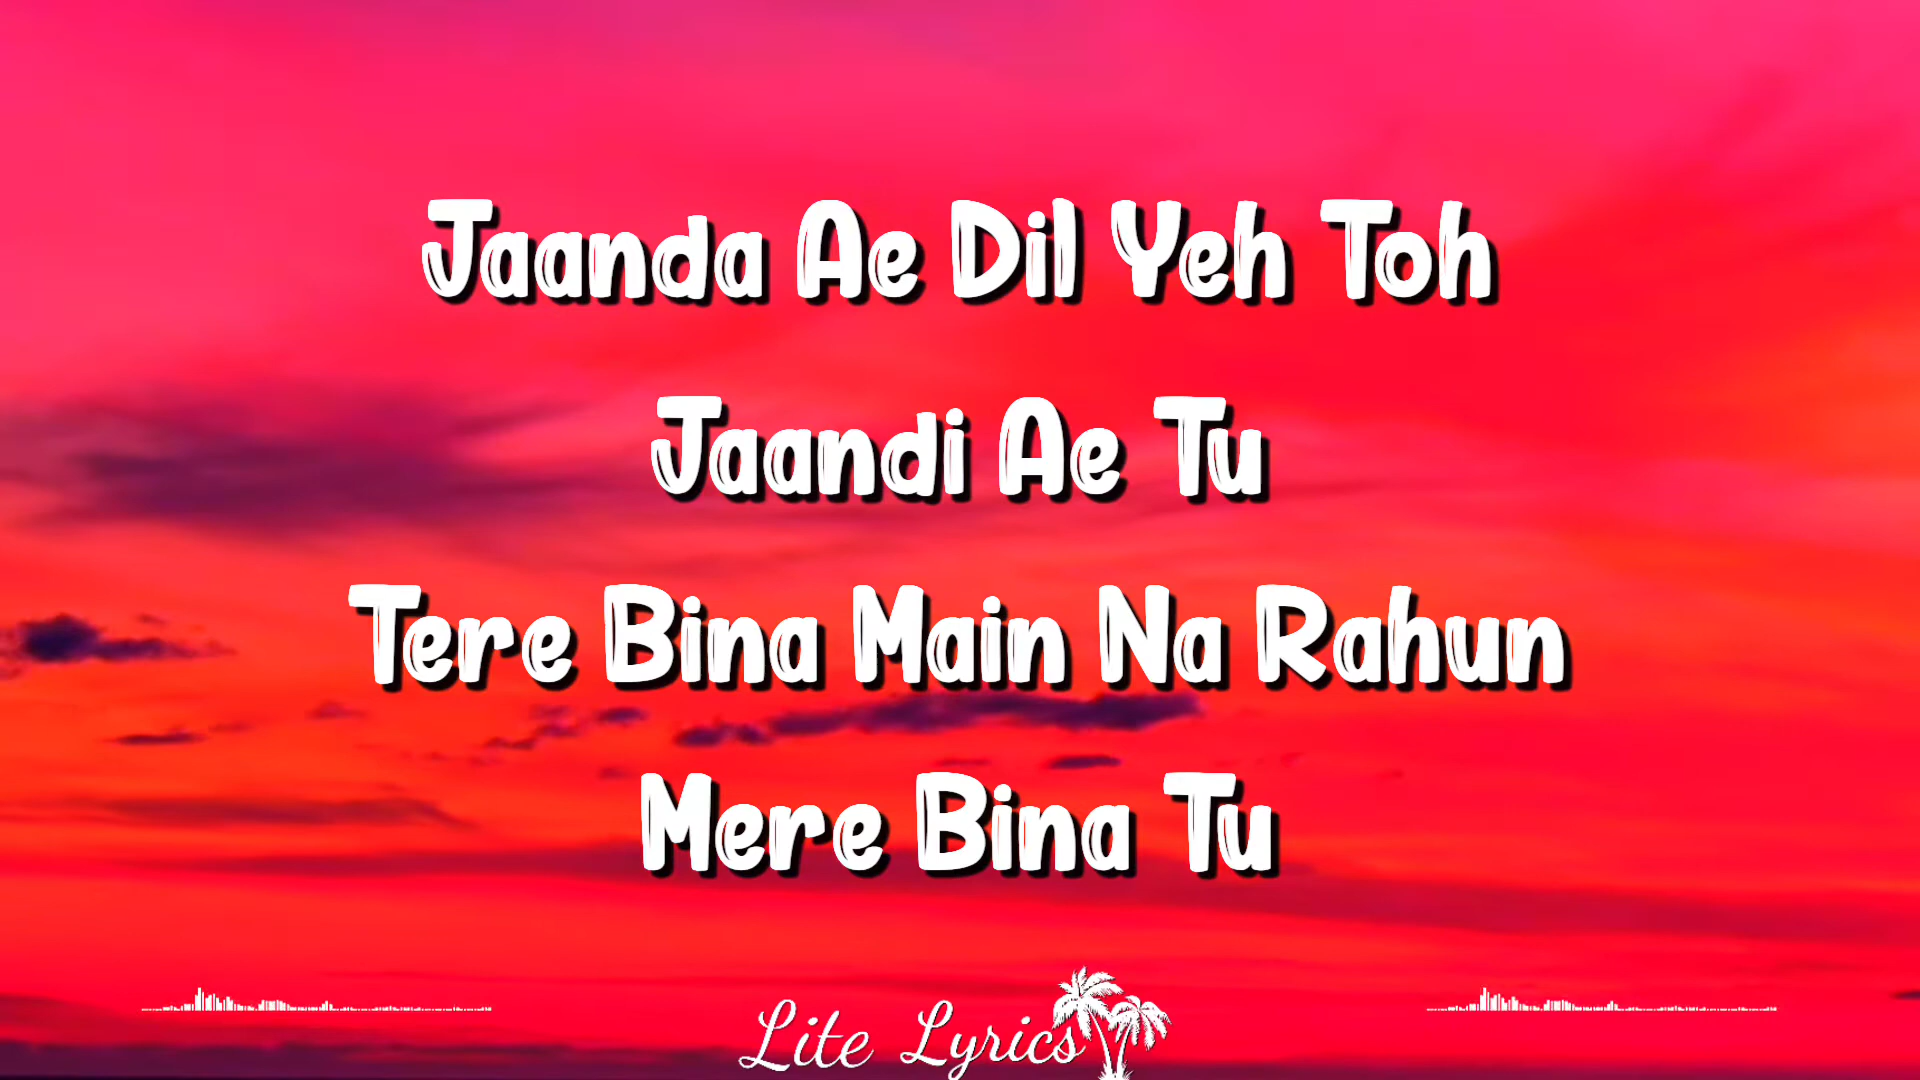 Jaanda Ae Dil Yeh Toh
Jaandi Ae Tu
Tere Bina Main Na Rahun
Mere Bina Tu
Lite Lyrics